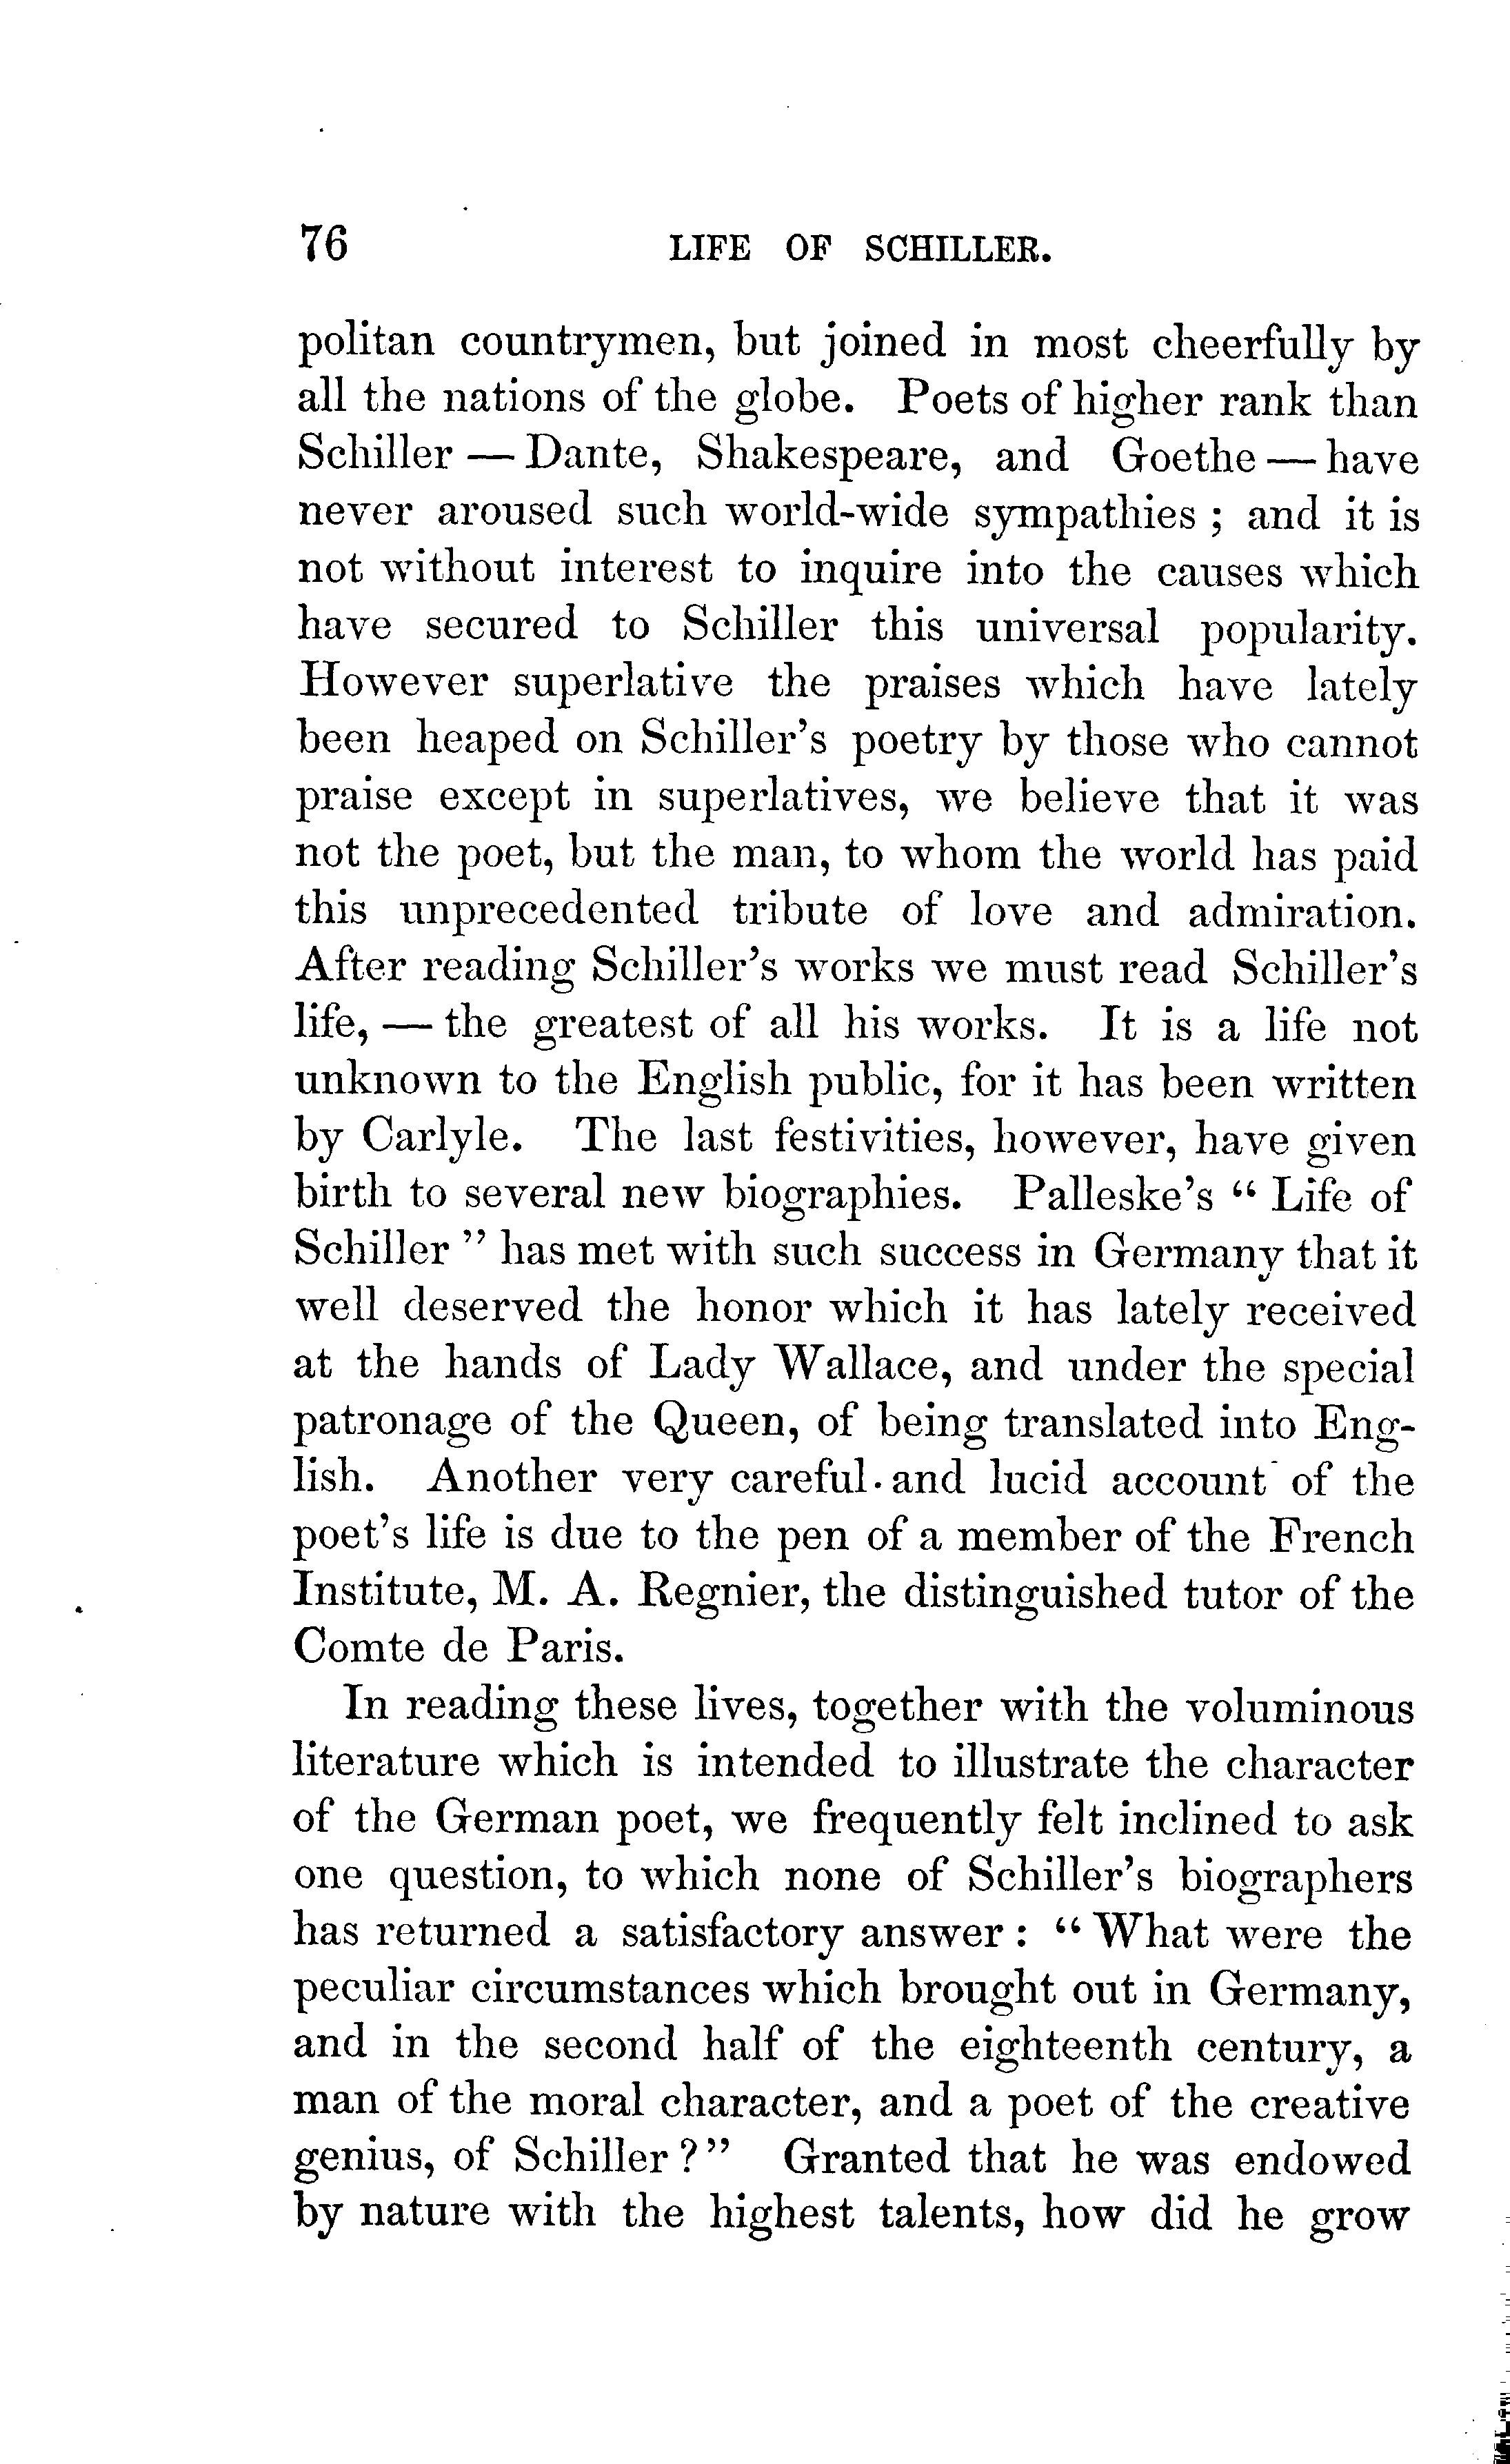 76 LIFE OF SCHILLER.
politan countrymen, but joined in most cheerfully by
all the nations of the globe. Poets of higher rank than
Schiller — Dante, Shakespeare, and Goethe — have
never aroused such world-wide sympathies ; and it is
not without interest to inquire into the causes which
have secured to Schiller this universal popularity.
However superlative the praises which have lately
been heaped on Schiller's poetry by those who cannot
praise except in superlatives, we believe that it was
not the poet, but the man, to whom the world has paid
this unprecedented tribute of love and admiration.
After reading Schiller's works we must read Schiller's
life, — the greatest of all his works. It is a life not
unknown to the English public, for it has been written
by Carlyle. The last festivities, however, have given
birth to several new biographies. Palleske's “ Life of
Schiller ” has met with such success in Germany that it
well deserved the honor which it has lately received
at the hands of Lady Wallace, and under the special
patronage of the Queen, of being translated into Eng-
lish. Another very careful and lucid account of the
poet's life is due to the pen of a member of the French
Institute, M. A. Regnier, the distinguished tutor of the
Comte de Paris.
In reading these lives, together with the voluminous
literature which is intended to illustrate the character
of the German poet, we frequently felt inclined to ask
one question, to which none of Schiller's biographers
has returned a satisfactory answer : “ What were the
peculiar circumstances which brought out in Germany,
and in the second half of the eighteenth century, a
man of the moral character, and a poet of the creative
genius, of Schiller ? ” Granted that he was endowed
by nature with the highest talents, how did he grow